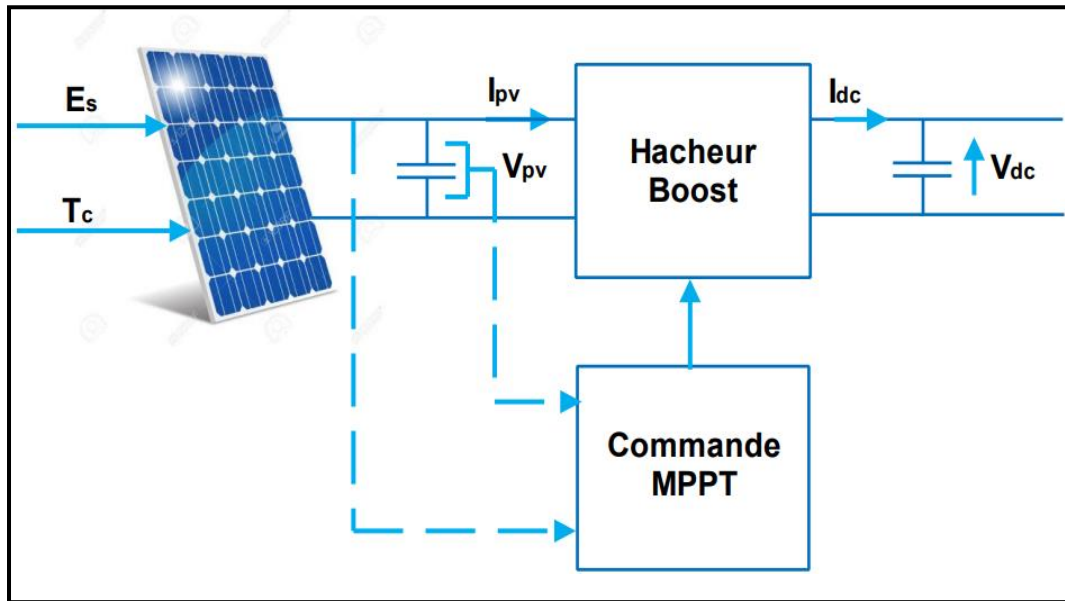 Es
Tc
Ipv
Vpv
Hacheur
Boost
Idc
Vdc
Commande
MPPT